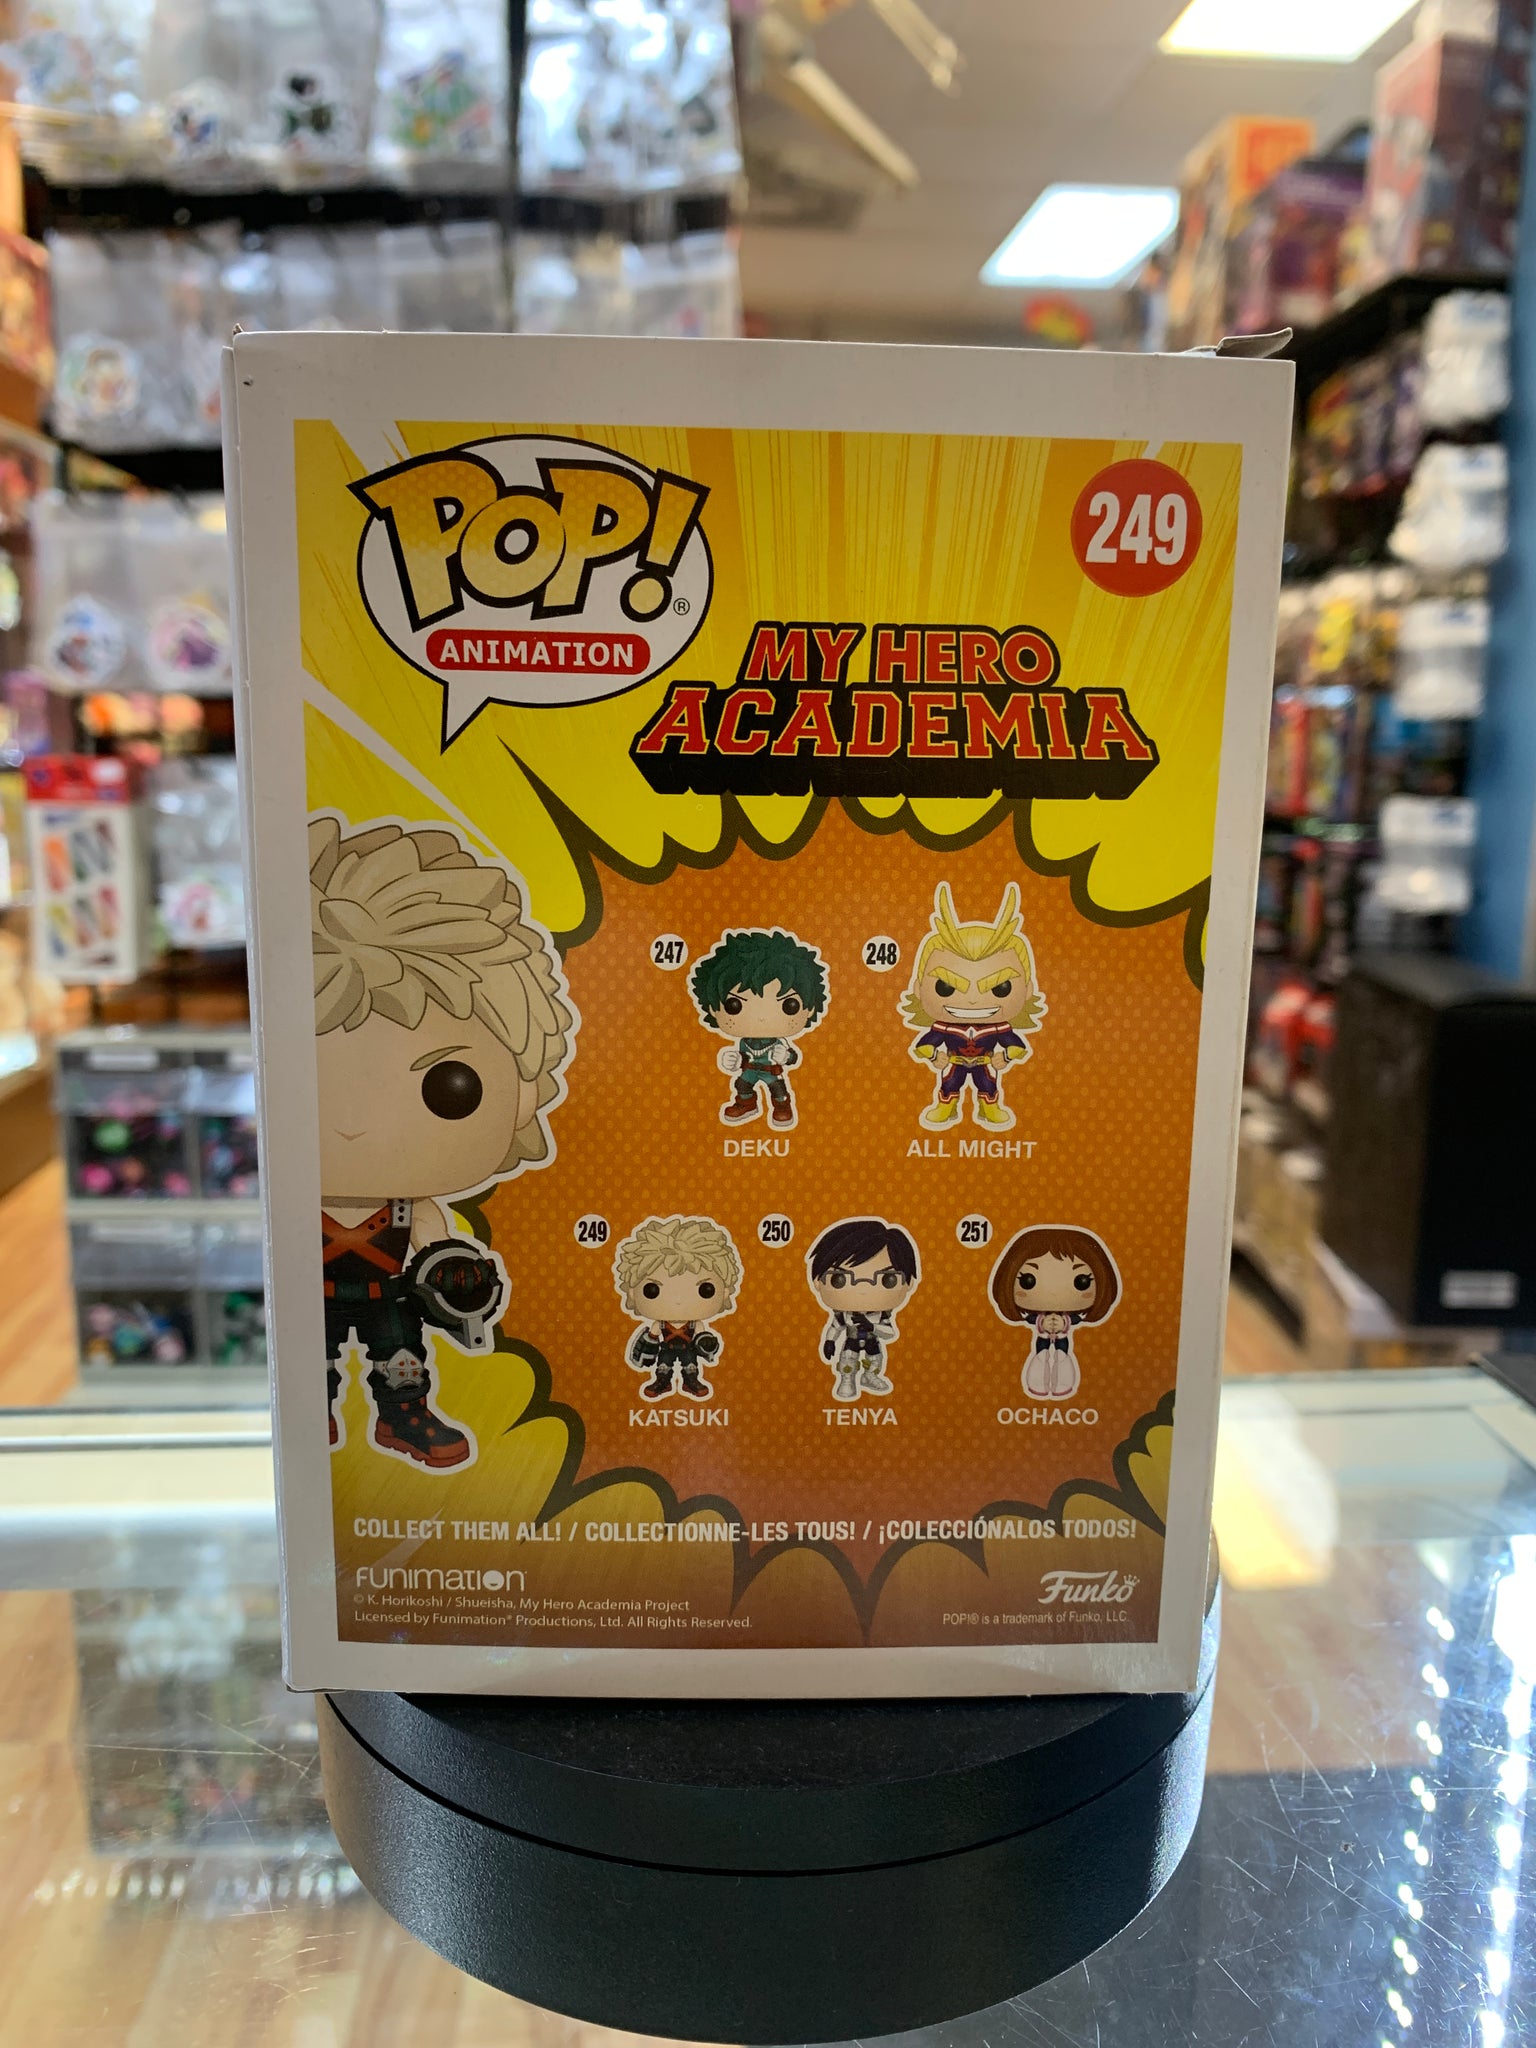 POP!®
ANIMATION
249
MY HERO
ACADEMIA
247
DEKU
248
ALL MIGHT
249
KATSUKI
250
TENYA
251
OCHACO
COLLECT THEM ALL! / COLLECTIONNE-LES TOUS! / ¡COLECCIÓNALOS TODOS!
FUNIMATION
© K. Horikoshi / Shueisha, My Hero Academia Project
Licensed by Funimation® Productions, Ltd. All Rights Reserved.
Funko
POP!® is a trademark of Funko, LLC.